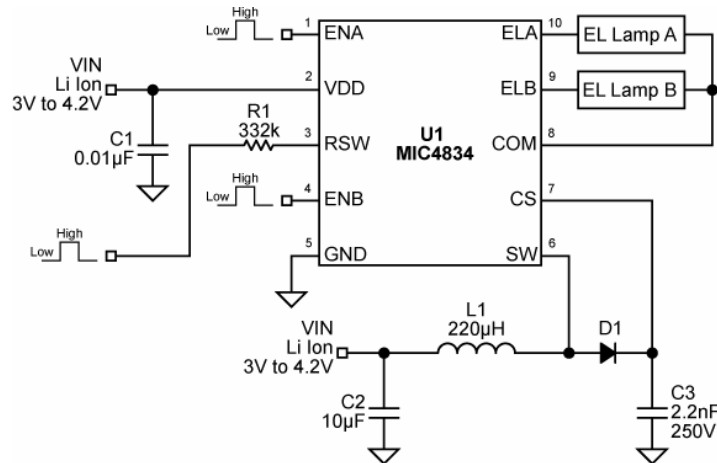 High
Low
1
ENA
ELA
10
EL Lamp A
VIN
Li Ion
3V to 4.2V
2
VDD
ELB
9
EL Lamp B
C1
0.01µF
R1
332k
3
RSW
U1
MIC4834
COM
8
High
Low
4
ENB
CS
7
High
Low
5
GND
SW
6
VIN
Li Ion
3V to 4.2V
L1
220µH
D1
C2
10µF
C3
2.2nF
250V